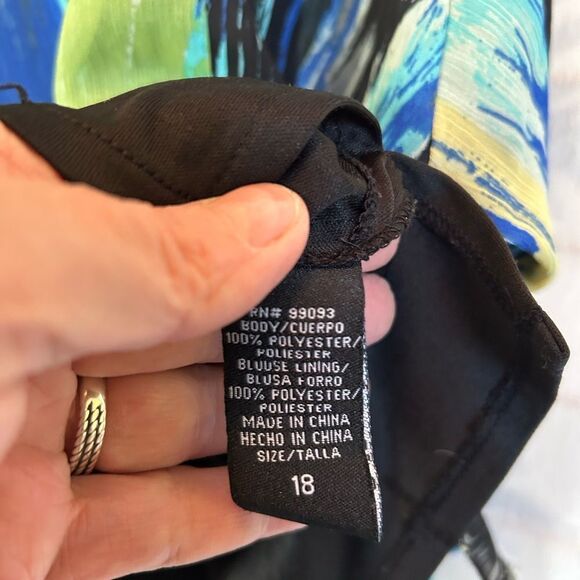 RN# 99093
BODY/CUERPO
100% POLYESTER/
POLIESTER
BLOUSE LINING/
BLUSA FORRO
100% POLYESTER/
POLIESTER
MADE IN CHINA
HECHO IN CHINA
SIZE/TALLA
18